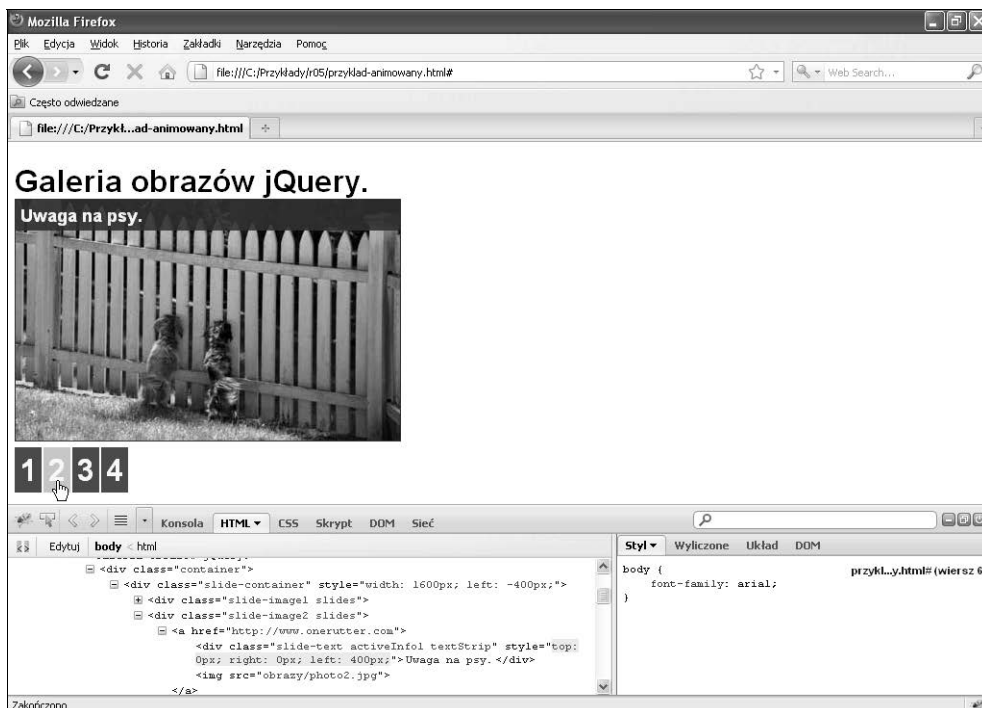 Mozilla Firefox
Plik Edycja Widok Historia Zakładki Narzędzia Pomoc
file:///C:/Przykłady/r05/przyklad-animowany.html#
Web Search...
Często odwiedzane
file:///C:/Przykł...ad-animowany.html
Galeria obrazów jQuery.
Uwaga na psy.
1 2 3 4
Konsola HTML CSS Skrypt DOM Sieć
Edytuj body < html
Styl Wyliczone Układ DOM
<div class="container">
<div class="slide-container" style="width: 1600px; left: -400px;">
<div class="slide-image1 slides">
<div class="slide-image2 slides">
<a href="http://www.onerutter.com">
<div class="slide-text activeInfo1 textStrip" style="top:
0px; right: 0px; left: 400px;">Uwaga na psy.</div>
<img src="obrazy/photo2.jpg">
</a>
body {
przykl...y.html# (wiersz 6
font-family: arial;
}
Zakończono